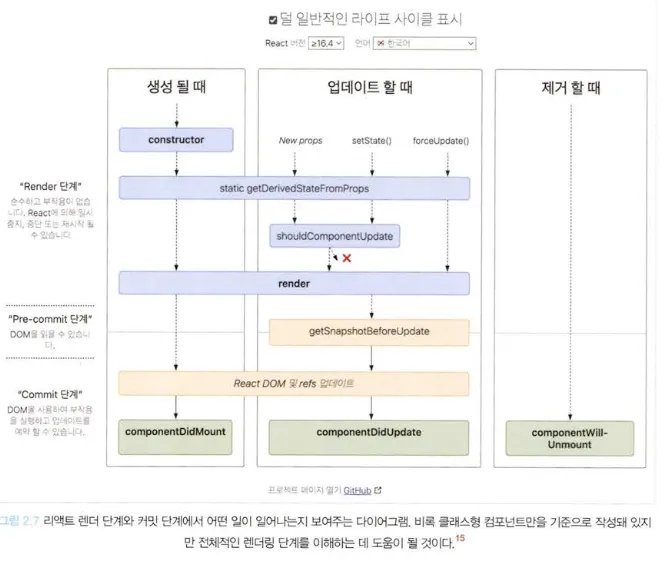 덜 일반적인 라이프 사이클 표시
React 버전 ≥16.4 언어 한국어
생성 될 때
업데이트 할 때
제거 할 때
constructor
New props
setState()
forceUpdate()
"Render 단계"
순수하고 부작용이 없습
니다. React에 의해 일시
중지, 중단 또는 재시작 될
수 있습니다
static getDerivedStateFromProps
shouldComponentUpdate
render
"Pre-commit 단계"
DOM을 읽을 수 있습니
다.
getSnapshotBeforeUpdate
React DOM 및 refs 업데이트
"Commit 단계"
DOM을 사용하여 부작용
을 실행하고 업데이트를
예약 할 수 있습니다.
componentDidMount
componentDidUpdate
componentWill-
Unmount
프로젝트 페이지 열기 GitHub
그림 2.7 리액트 렌더 단계와 커밋 단계에서 어떤 일이 일어나는지 보여주는 다이어그램. 비록 클래스형 컴포넌트만을 기준으로 작성돼 있지
만 전체적인 렌더링 단계를 이해하는 데 도움이 될 것이다.15